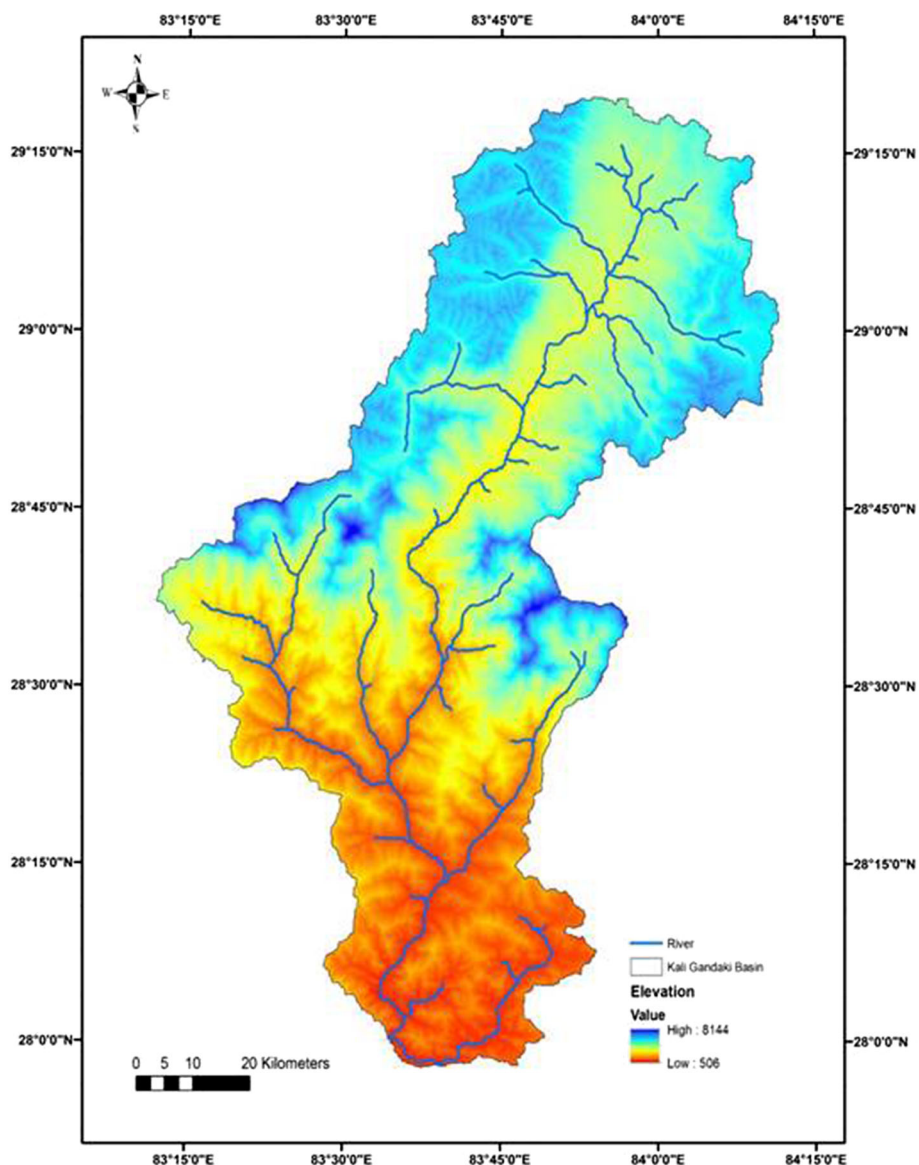 83°15'0"E 83°30'0"E 83°45'0"E 84°0'0"E 84°15'0"E
N
W E
S
29°15'0"N 29°15'0"N
29°0'0"N 29°0'0"N
28°45'0"N 28°45'0"N
28°30'0"N 28°30'0"N
28°15'0"N 28°15'0"N
River
Kali Gandaki Basin
Elevation
Value
High : 8144
Low : 506
28°0'0"N 28°0'0"N
0 5 10 20 Kilometers
83°15'0"E 83°30'0"E 83°45'0"E 84°0'0"E 84°15'0"E